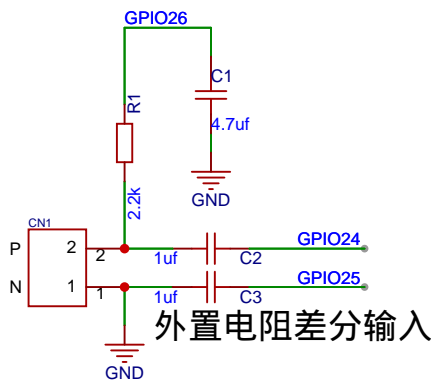 GPIO26
C1
R1
4.7uf
GND
2.2k
CN1
P 2 2 GPIO24
1uf C2
N 1 1 GPIO25
1uf C3
外置电阻差分输入
GND